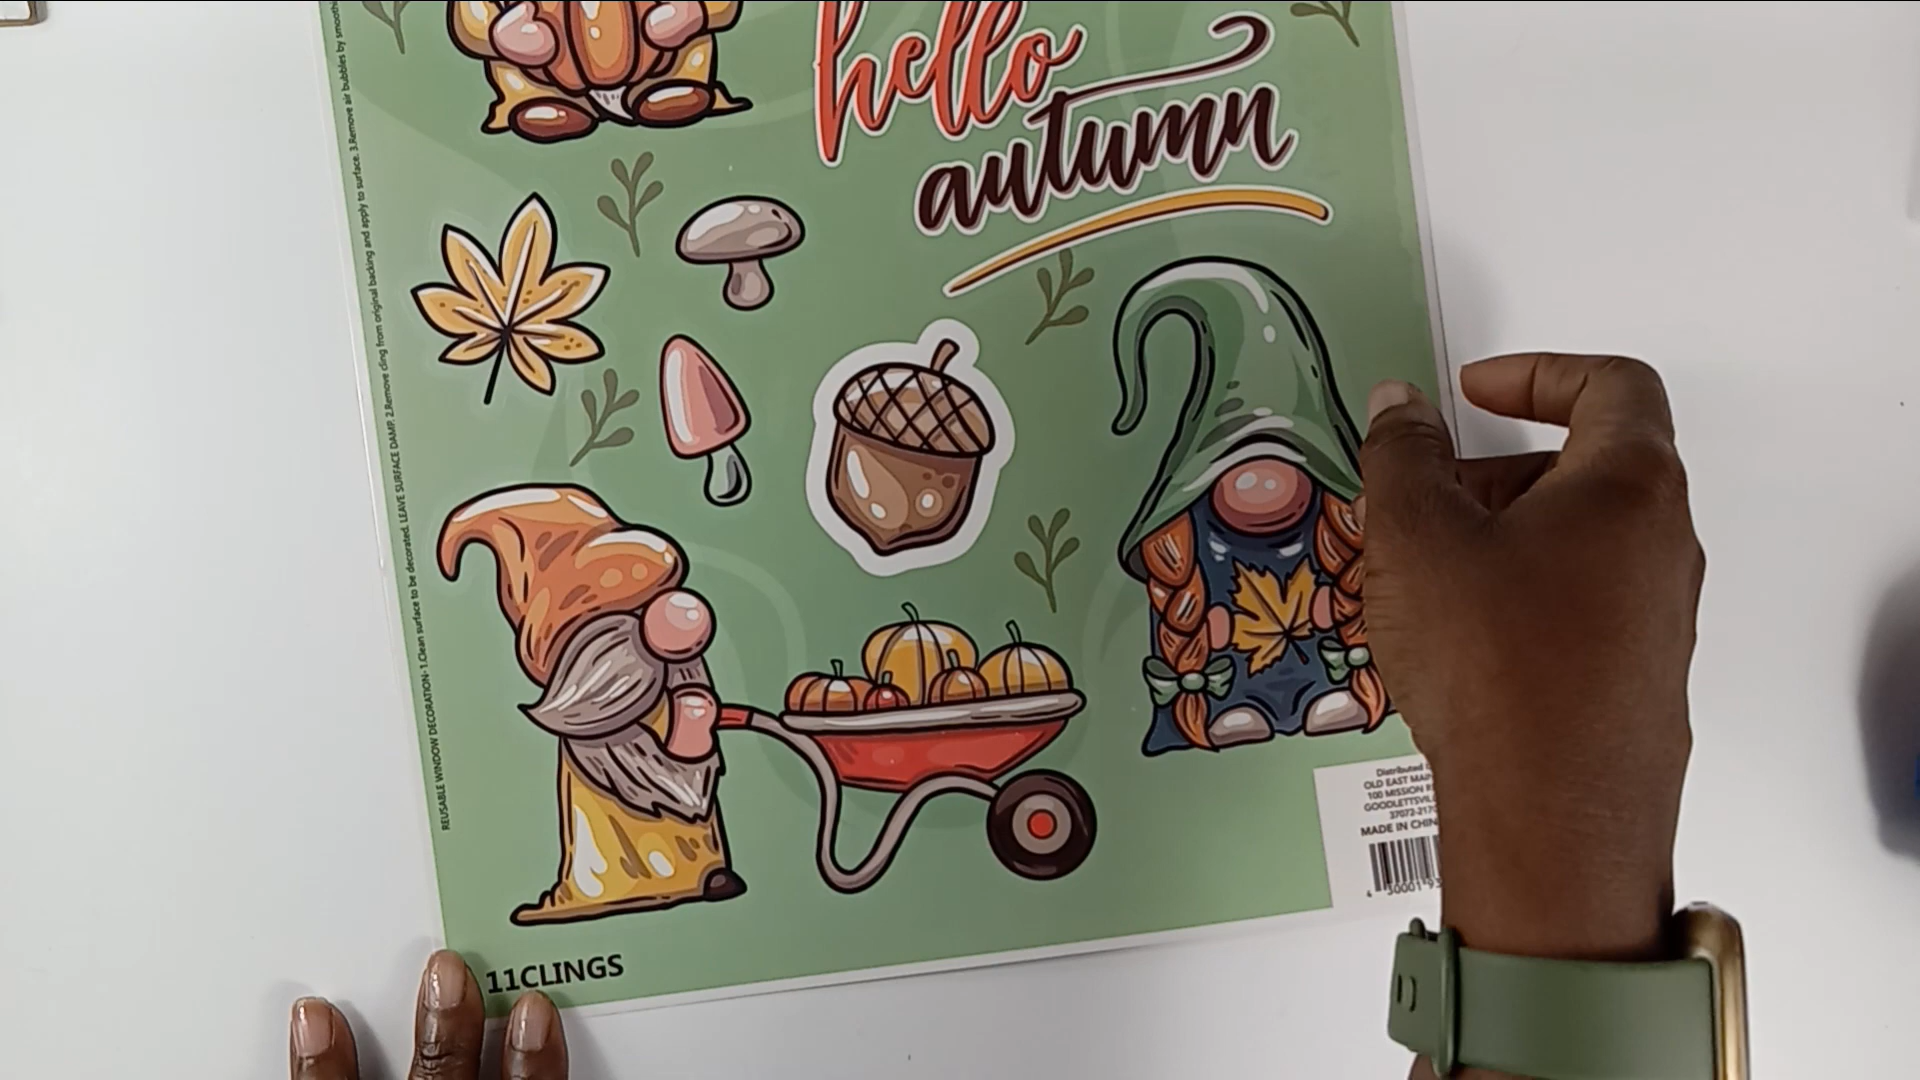 hello
autumn
REUSABLE WINDOW DECORATION- 1.Clean surface to be decorated. LEAVE SURFACE DAMP. 2.Remove cling from original backing and apply to surface. 3.Remove air bubbles by
Distributed
OLD EAST MAIN
100 MISSION
GOODLETTSVIL
37072-217
MADE IN CHIN
11CLINGS